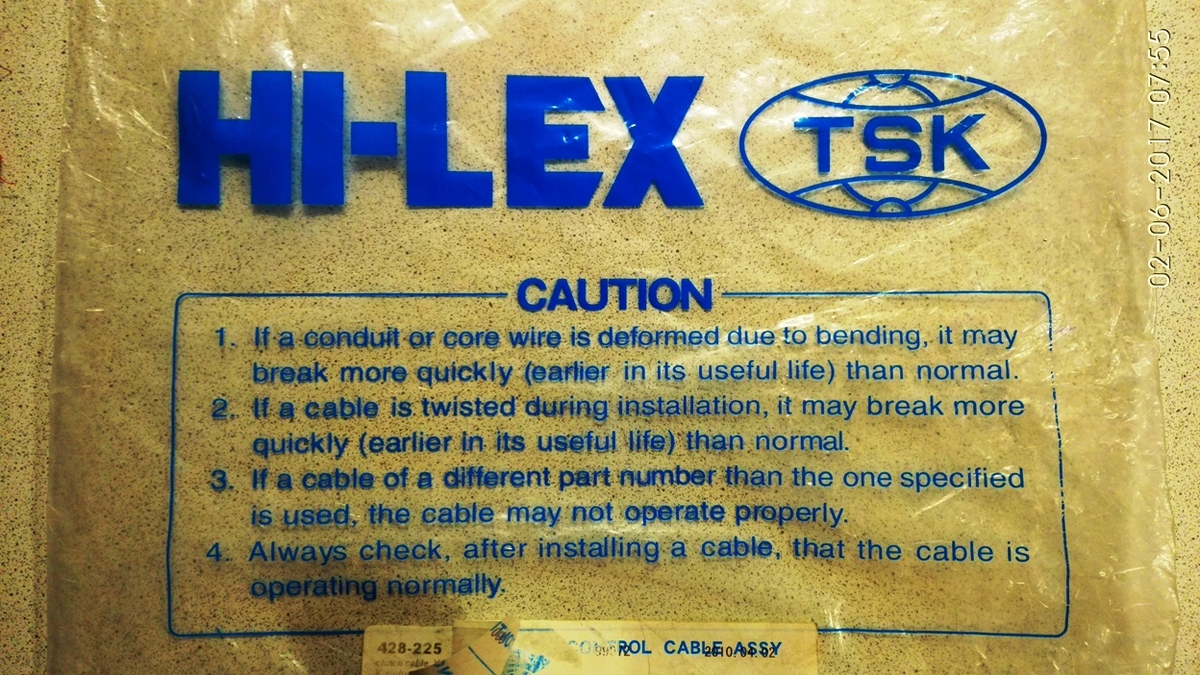 HI-LEX TSK
CAUTION
1. If a conduit or core wire is deformed due to bending, it may
break more quickly (earlier in its useful life) than normal.
2. If a cable is twisted during installation, it may break more
quickly (earlier in its useful life) than normal.
3. If a cable of a different part number than the one specified
is used, the cable may not operate properly.
4. Always check, after installing a cable, that the cable is
operating normally.
428-225
CONTROL CABLE ASSY
2010.04.02
02-06-2017 07:55